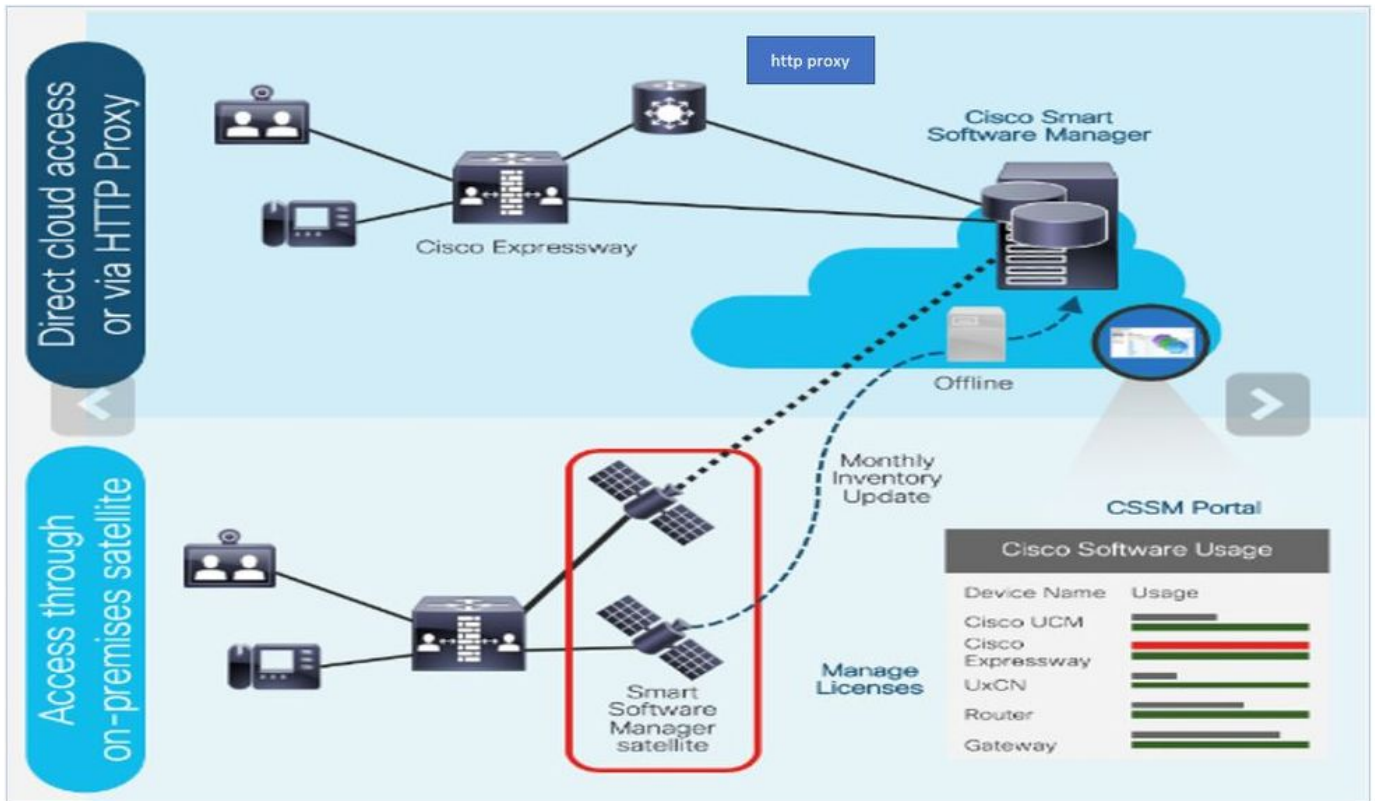 Direct cloud access
or via HTTP Proxy
http proxy
Cisco Smart
Software Manager
Cisco Expressway
Offline
Access through
on-premises satellite
Monthly
Inventory
Update
Smart
Software
Manager
satellite
Manage
Licenses
CSSM Portal
Cisco Software Usage
Device Name Usage
Cisco UCM
Cisco
Expressway
UxCN
Router
Gateway